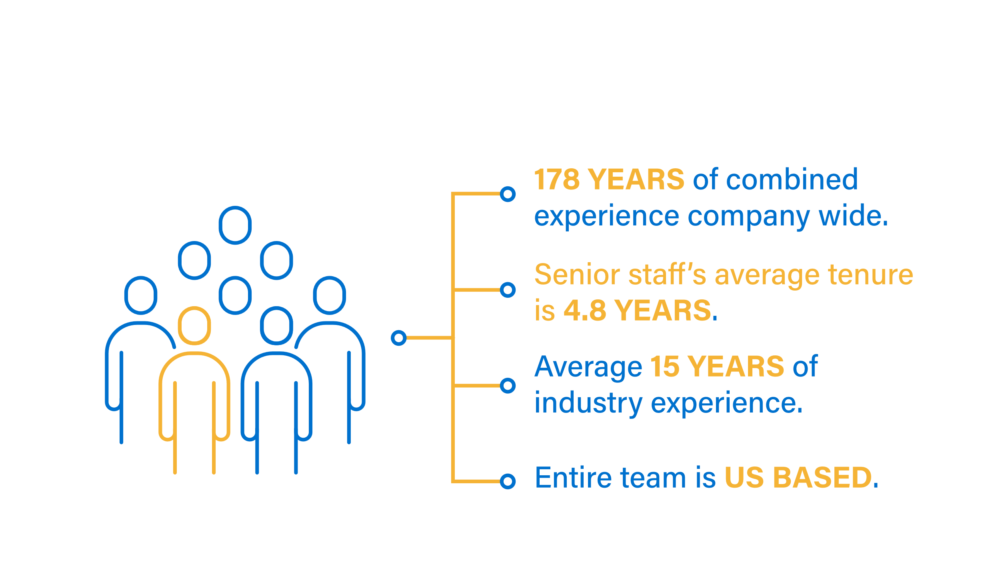 178 YEARS of combined
experience company wide.
Senior staff’s average tenure
is 4.8 YEARS.
Average 15 YEARS of
industry experience.
Entire team is US BASED.